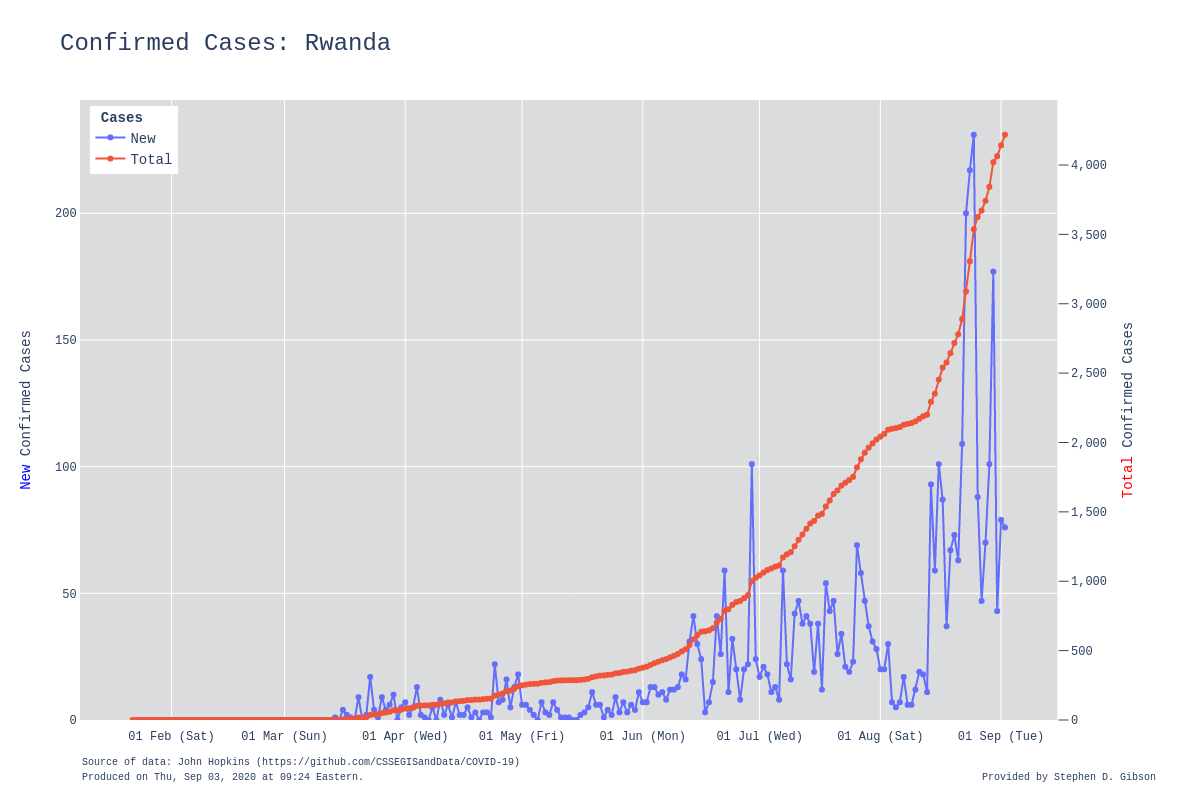 Confirmed Cases: Rwanda
Cases
New
Total
200
150
100
50
0
4,000
3,500
3,000
2,500
2,000
1,500
1,000
500
0
New Confirmed Cases
Total Confirmed Cases
01 Feb (Sat)
01 Mar (Sun)
01 Apr (Wed)
01 May (Fri)
01 Jun (Mon)
01 Jul (Wed)
01 Aug (Sat)
01 Sep (Tue)
Source of data: John Hopkins (https://github.com/CSSEGISandData/COVID-19)
Produced on Thu, Sep 03, 2020 at 09:24 Eastern.
Provided by Stephen D. Gibson